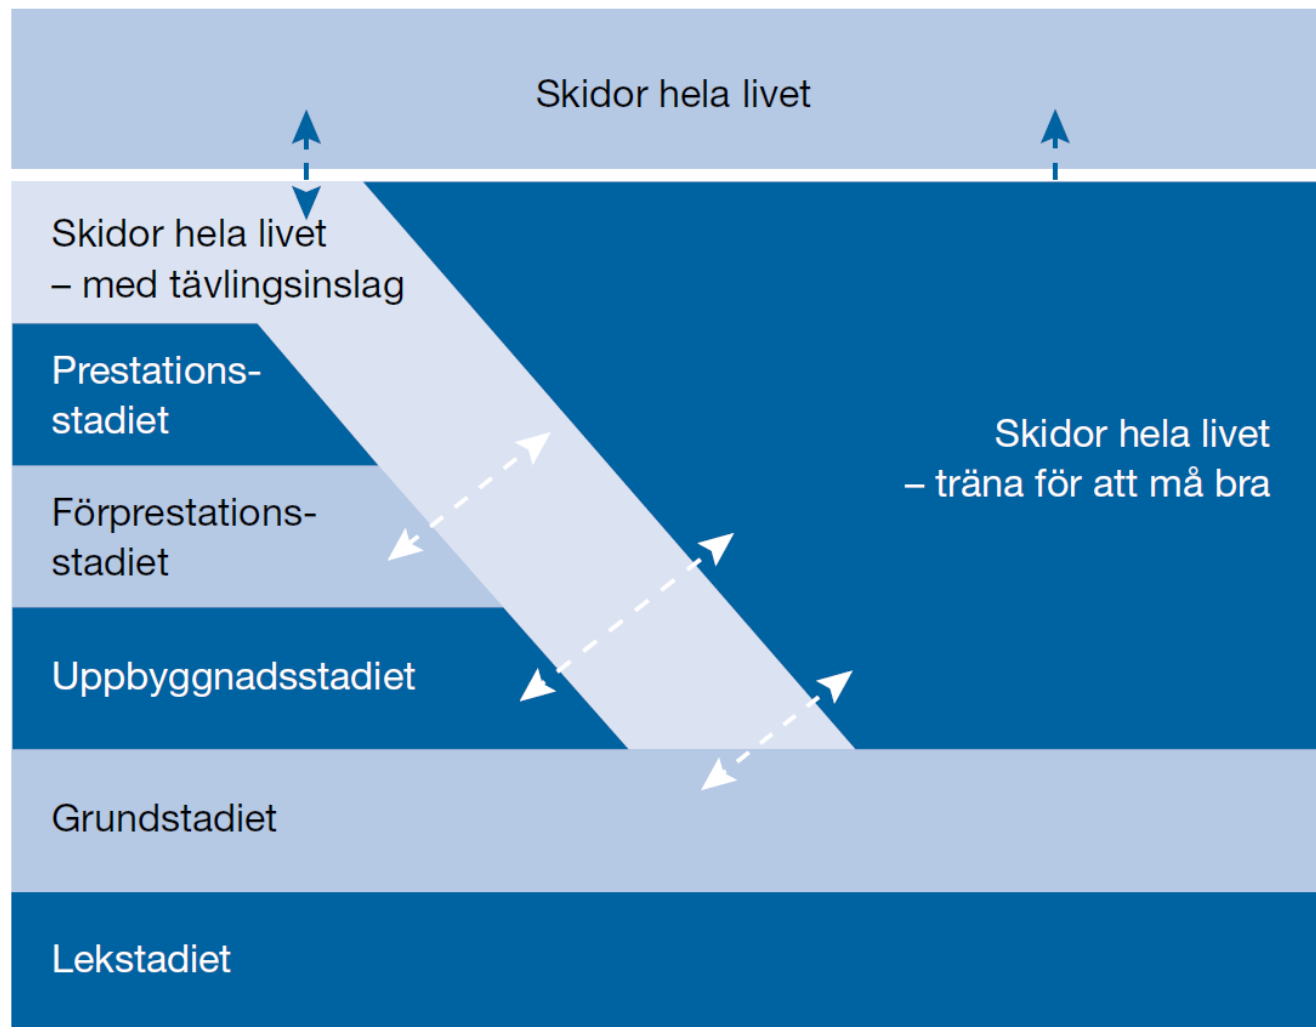 Skidor hela livet
Skidor hela livet
– med tävlingsinslag
Prestations-
stadiet
Skidor hela livet
– träna för att må bra
Förprestations-
stadiet
Uppbyggnadsstadiet
Grundstadiet
Lekstadiet